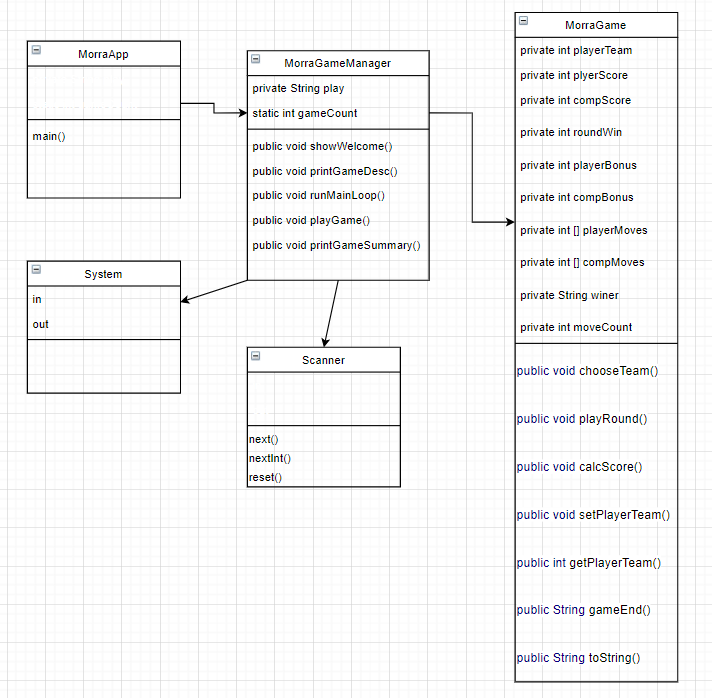 MorraApp
main()
MorraGameManager
private String play
static int gameCount
public void showWelcome()
public void printGameDesc()
public void runMainLoop()
public void playGame()
public void printGameSummary()
System
in
out
Scanner
next()
nextInt()
reset()
MorraGame
private int playerTeam
private int plyerScore
private int compScore
private int roundWin
private int playerBonus
private int compBonus
private int [] playerMoves
private int [] compMoves
private String winer
private int moveCount
public void chooseTeam()
public void playRound()
public void calcScore()
public void setPlayerTeam()
public int getPlayerTeam()
public String gameEnd()
public String toString()